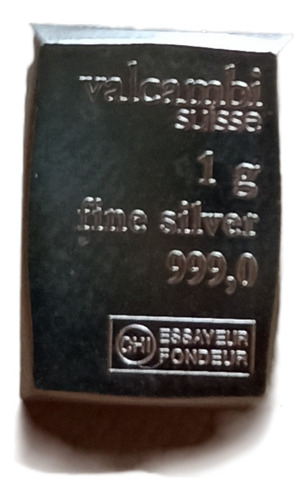 valcambi
suisse
1 g
fine silver
999,0
CHI ESSAYEUR
FONDEUR